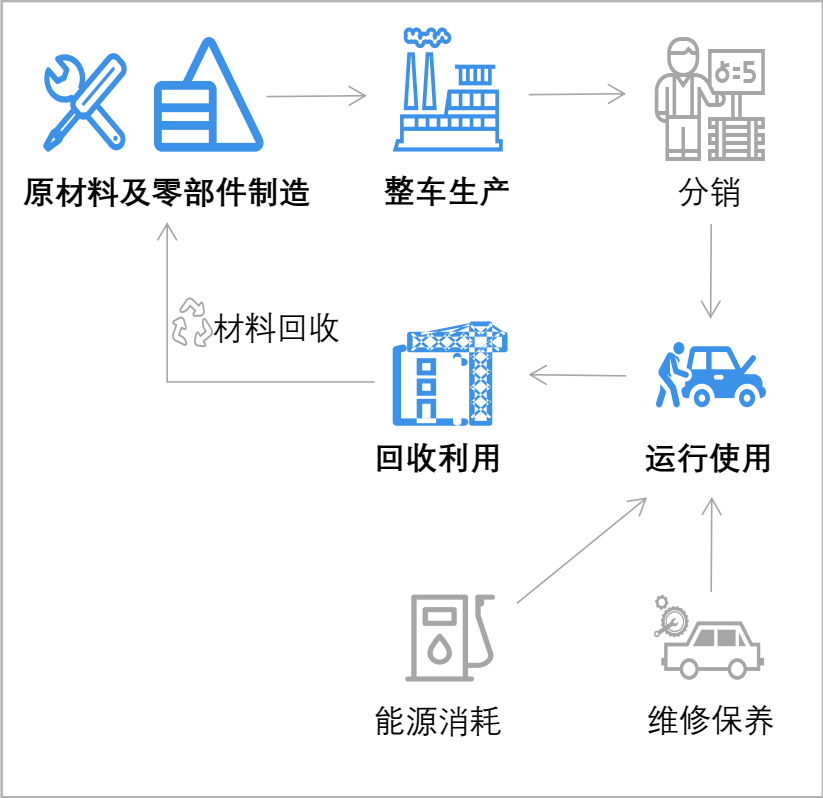 原材料及零部件制造
整车生产
分销
材料回收
回收利用
运行使用
能源消耗
维修保养